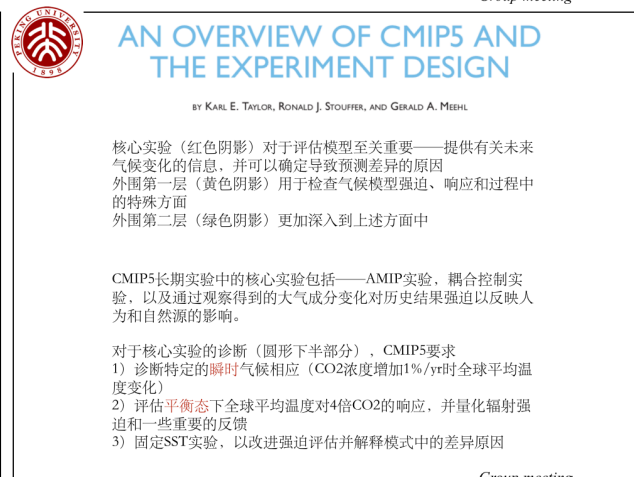 Group meeting
PEKING UNIVERSITY
1898
AN OVERVIEW OF CMIP5 AND
THE EXPERIMENT DESIGN
BY KARL E. TAYLOR, RONALD J. STOUFFER, AND GERALD A. MEEHL
核心实验（红色阴影）对于评估模型至关重要——提供有关未来
气候变化的信息，并可以确定导致预测差异的原因
外围第一层（黄色阴影）用于检查气候模型强迫、响应和过程中
的特殊方面
外围第二层（绿色阴影）更加深入到上述方面中
CMIP5长期实验中的核心实验包括——AMIP实验，耦合控制实
验，以及通过观察得到的大气成分变化对历史结果强迫以反映人
为和自然源的影响。
对于核心实验的诊断（圆形下半部分），CMIP5要求
1）诊断特定的瞬时气候相应（CO2浓度增加1%/yr时全球平均温
度变化）
2）评估平衡态下全球平均温度对4倍CO2的响应，并量化辐射强
迫和一些重要的反馈
3）固定SST实验，以改进强迫评估并解释模式中的差异原因
Group meeting